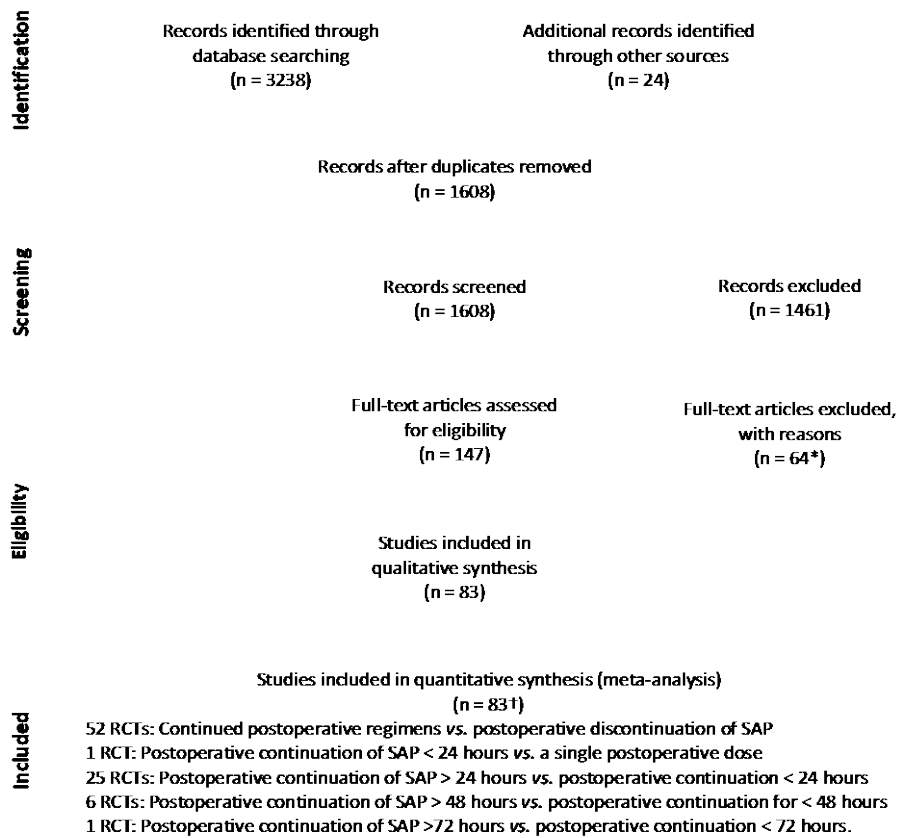 Identification
Records identified through
database searching
(n = 3238)
Additional records identified
through other sources
(n = 24)
Records after duplicates removed
(n = 1608)
Screening
Records screened
(n = 1608)
Records excluded
(n = 1461)
Eligibility
Full-text articles assessed
for eligibility
(n = 147)
Full-text articles excluded,
with reasons
(n = 64*)
Studies included in
qualitative synthesis
(n = 83)
Included
Studies included in quantitative synthesis (meta-analysis)
(n = 83†)
52 RCTs: Continued postoperative regimens vs. postoperative discontinuation of SAP
1 RCT: Postoperative continuation of SAP < 24 hours vs. a single postoperative dose
25 RCTs: Postoperative continuation of SAP > 24 hours vs. postoperative continuation < 24 hours
6 RCTs: Postoperative continuation of SAP > 48 hours vs. postoperative continuation for < 48 hours
1 RCT: Postoperative continuation of SAP >72 hours vs. postoperative continuation < 72 hours.